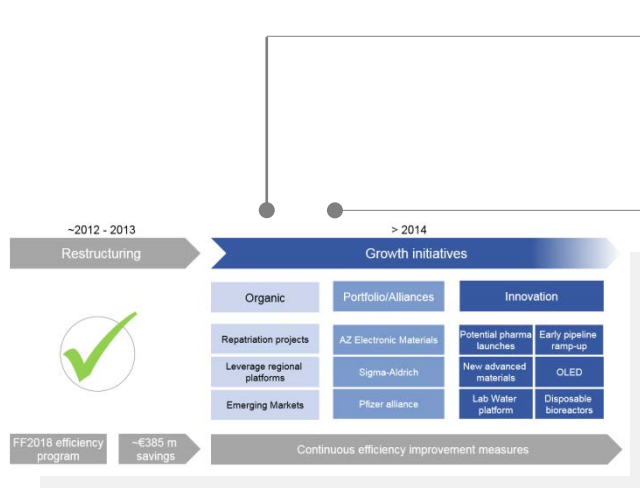 ~2012 - 2013
> 2014
Restructuring
Growth initiatives
Organic
Portfolio/Alliances
Innovation
Repatriation projects
AZ Electronic Materials
Potential pharma
launches
Early pipeline
ramp-up
Leverage regional
platforms
Sigma-Aldrich
New advanced
materials
OLED
Emerging Markets
Pfizer alliance
Lab Water
platform
Disposable
bioreactors
FF2018 efficiency
program
~€385 m
savings
Continuous efficiency improvement measures